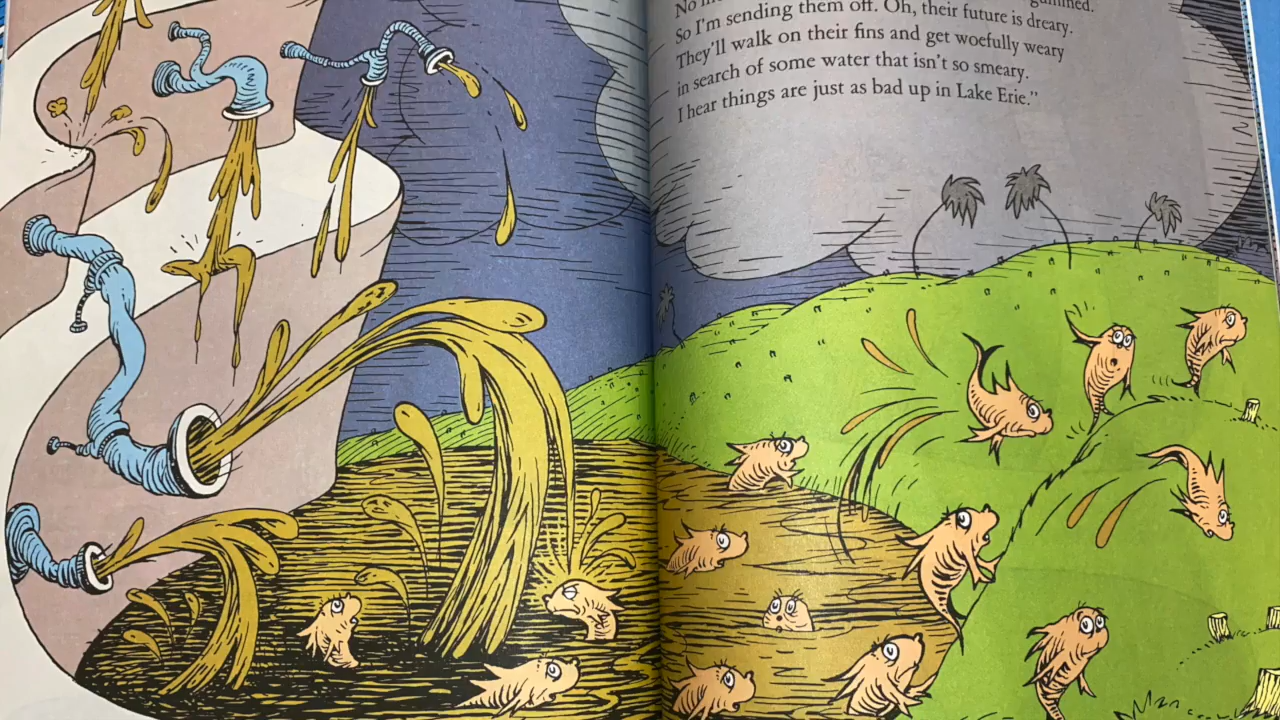 No
So I'm sending them off. Oh, their future is dreary.
They'll walk on their fins and get woefully weary
in search of some water that isn't so smeary.
I hear things are just as bad up in Lake Erie."